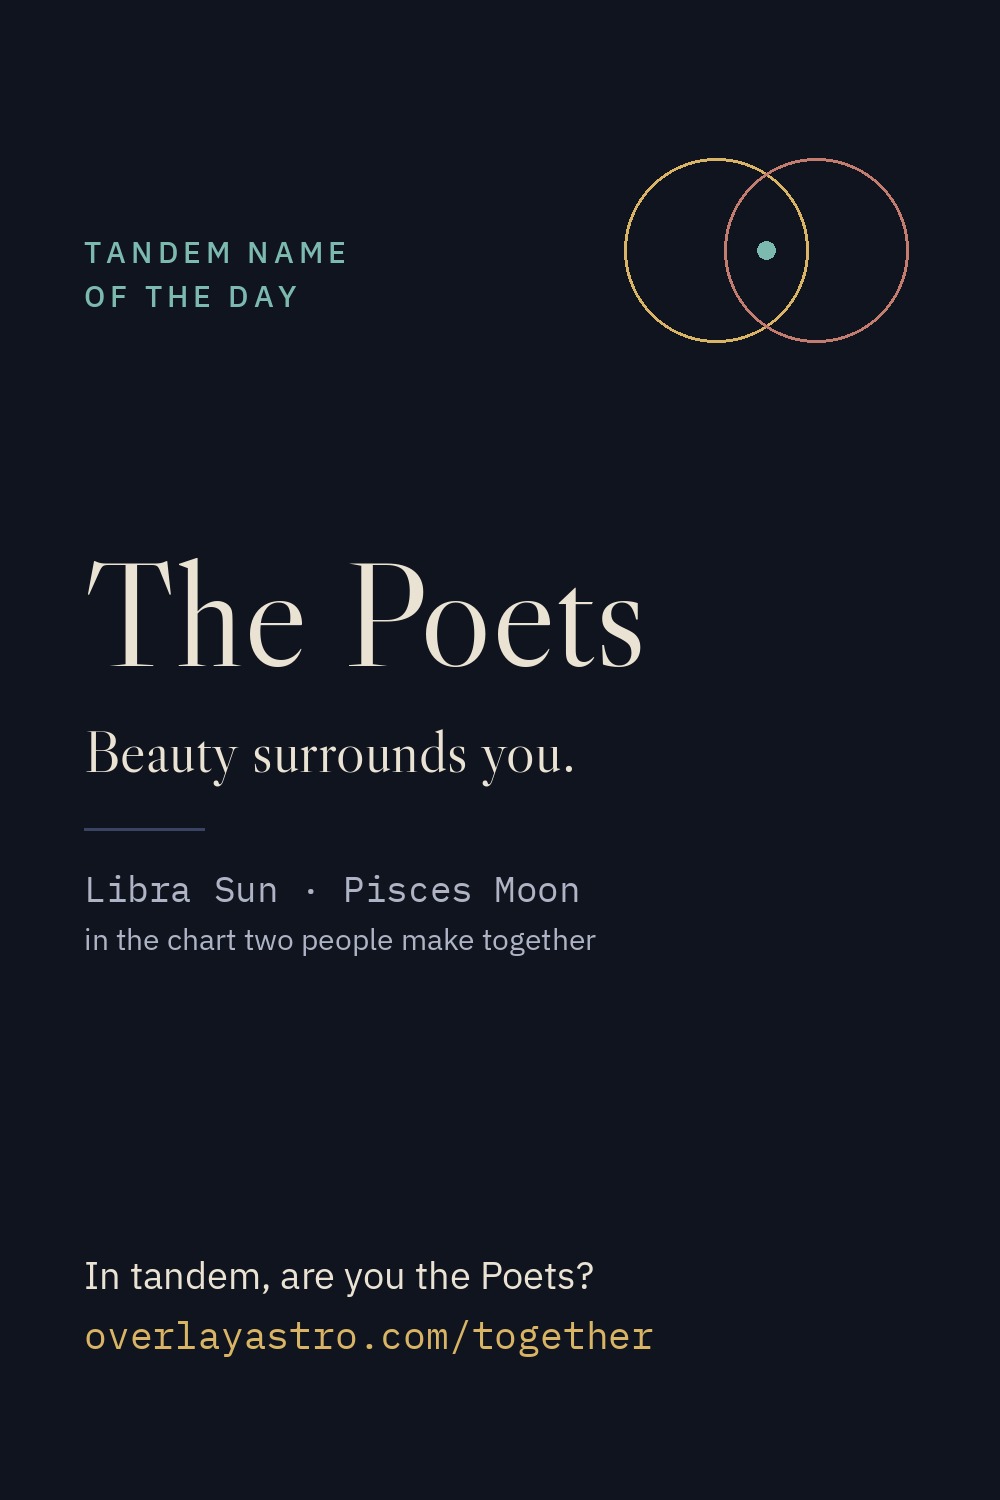 TANDEM NAME
OF THE DAY
The Poets
Beauty surrounds you.
Libra Sun · Pisces Moon
in the chart two people make together
In tandem, are you the Poets?
overlayastro.com/together